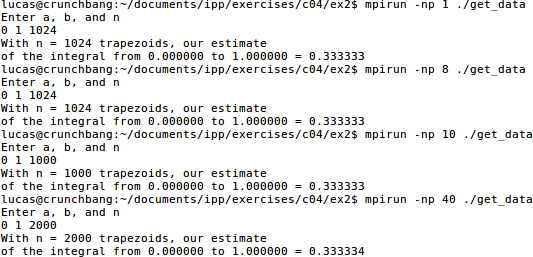 lucas@crunchbang:~/documents/ipp/exercises/c04/ex2$ mpirun -np 1 ./get_data
Enter a, b, and n
0 1 1024
With n = 1024 trapezoids, our estimate
of the integral from 0.000000 to 1.000000 = 0.333333
lucas@crunchbang:~/documents/ipp/exercises/c04/ex2$ mpirun -np 8 ./get_data
Enter a, b, and n
0 1 1024
With n = 1024 trapezoids, our estimate
of the integral from 0.000000 to 1.000000 = 0.333333
lucas@crunchbang:~/documents/ipp/exercises/c04/ex2$ mpirun -np 10 ./get_data
Enter a, b, and n
0 1 1000
With n = 1000 trapezoids, our estimate
of the integral from 0.000000 to 1.000000 = 0.333333
lucas@crunchbang:~/documents/ipp/exercises/c04/ex2$ mpirun -np 40 ./get_data
Enter a, b, and n
0 1 2000
With n = 2000 trapezoids, our estimate
of the integral from 0.000000 to 1.000000 = 0.333334